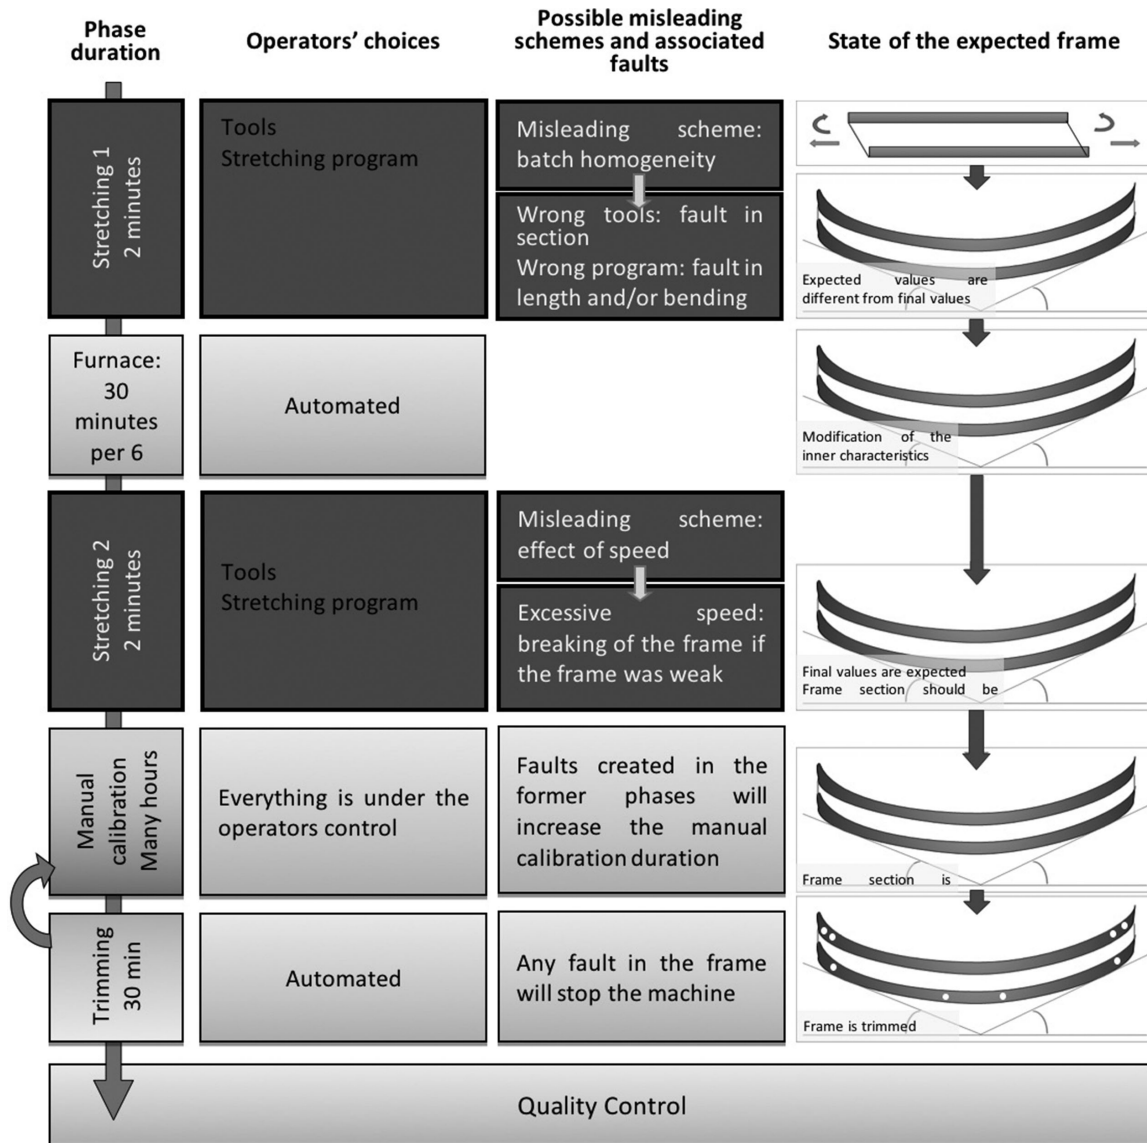 Phase
duration
Operators' choices
Possible misleading
schemes and associated
faults
State of the expected frame
Stretching 1
2 minutes
Tools
Stretching program
Misleading scheme:
batch homogeneity
Wrong tools: fault in
section
Wrong program: fault in
length and/or bending
Expected values are
different from final values
Furnace:
30
minutes
per 6
Automated
Modification of the
inner characteristics
Stretching 2
2 minutes
Tools
Stretching program
Misleading scheme:
effect of speed
Excessive speed:
breaking of the frame if
the frame was weak
Final values are expected
Frame section should be
Manual
calibration
Many hours
Everything is under the
operators control
Faults created in the
former phases will
increase the manual
calibration duration
Frame section is
Trimming
30 min
Automated
Any fault in the frame
will stop the machine
Frame is trimmed
Quality Control